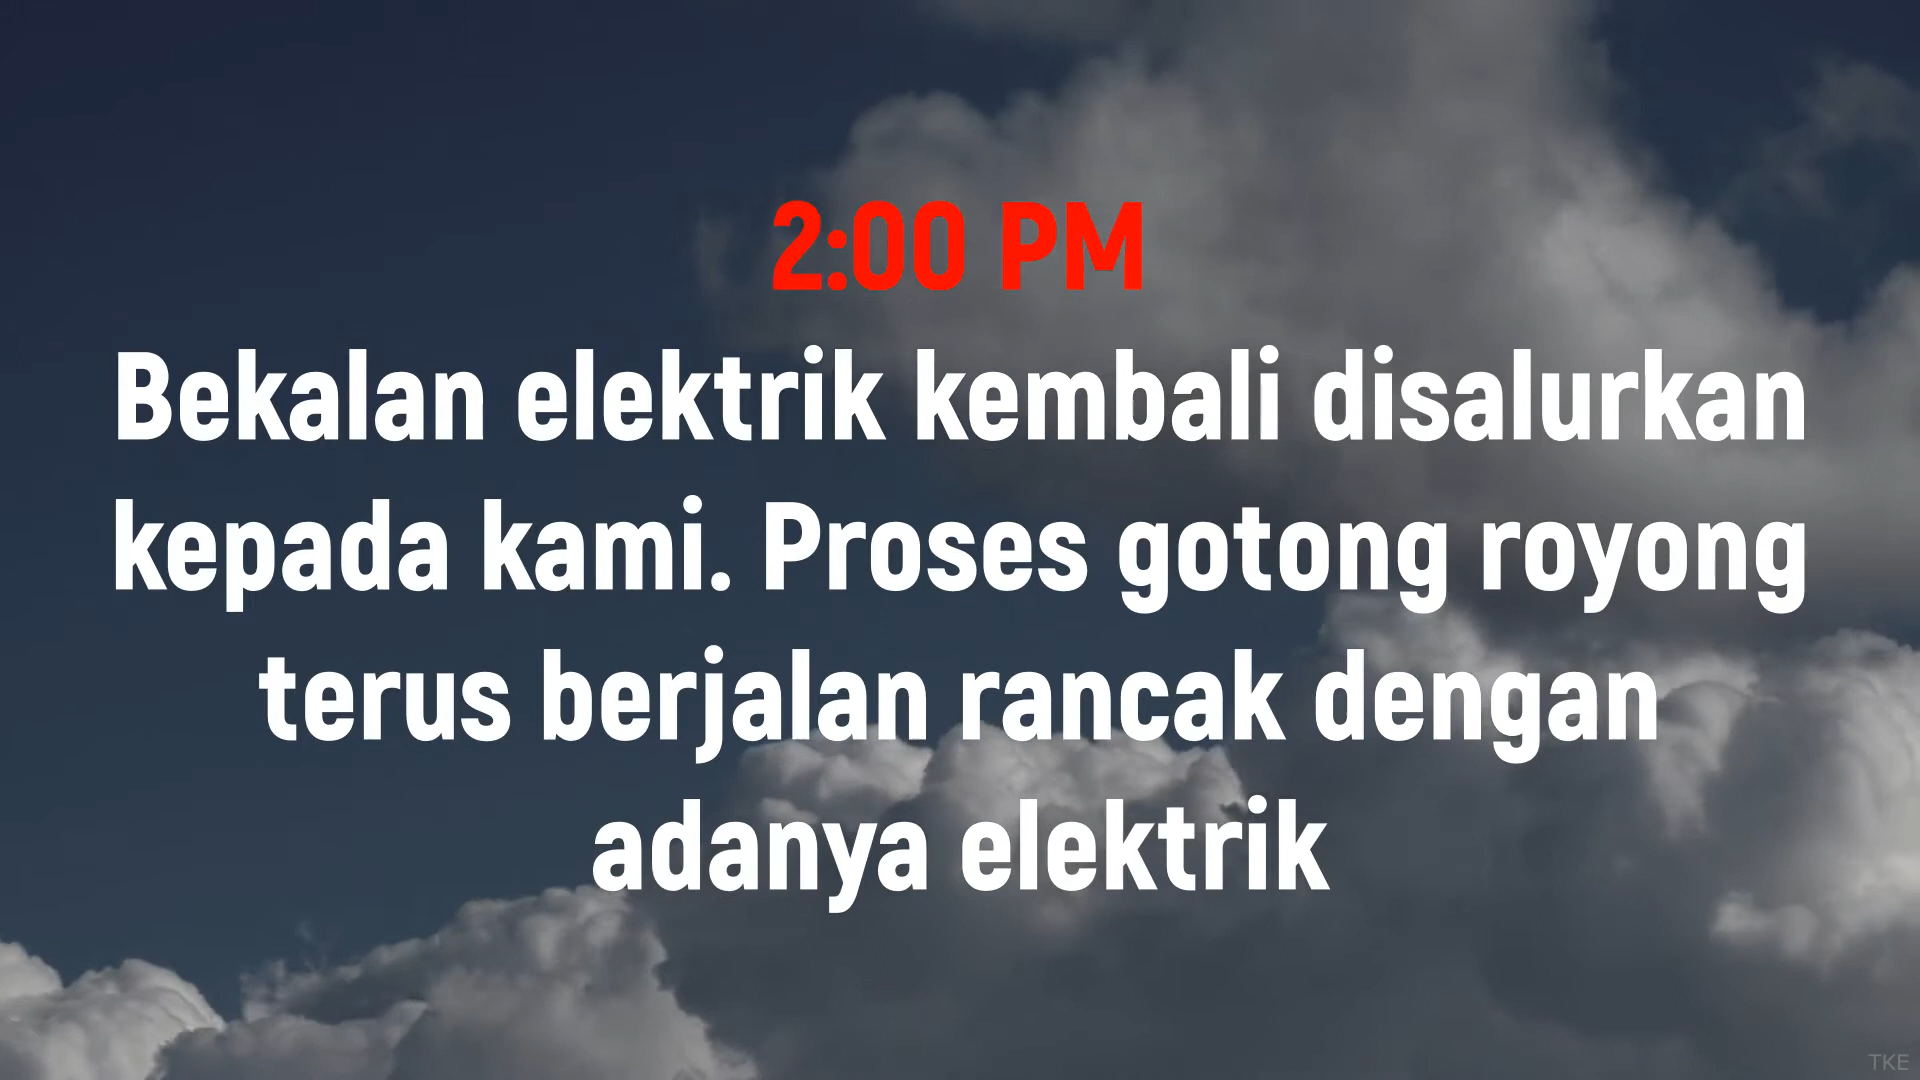 2:00 PM
Bekalan elektrik kembali disalurkan
kepada kami. Proses gotong royong
terus berjalan rancak dengan
adanya elektrik
TKE